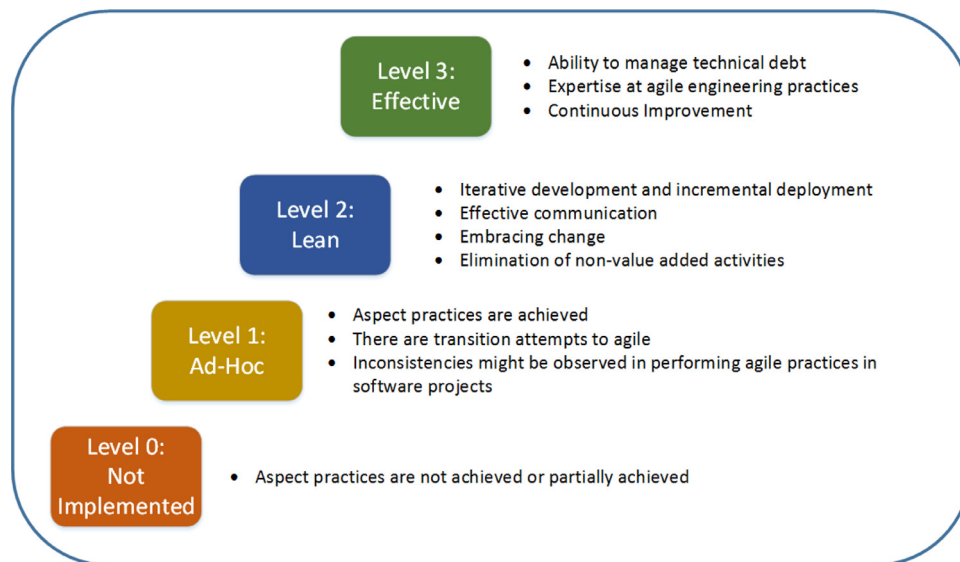 Level 3:
Effective
• Ability to manage technical debt
• Expertise at agile engineering practices
• Continuous Improvement
Level 2:
Lean
• Iterative development and incremental deployment
• Effective communication
• Embracing change
• Elimination of non-value added activities
Level 1:
Ad-Hoc
• Aspect practices are achieved
• There are transition attempts to agile
• Inconsistencies might be observed in performing agile practices in
software projects
Level 0:
Not
Implemented
• Aspect practices are not achieved or partially achieved